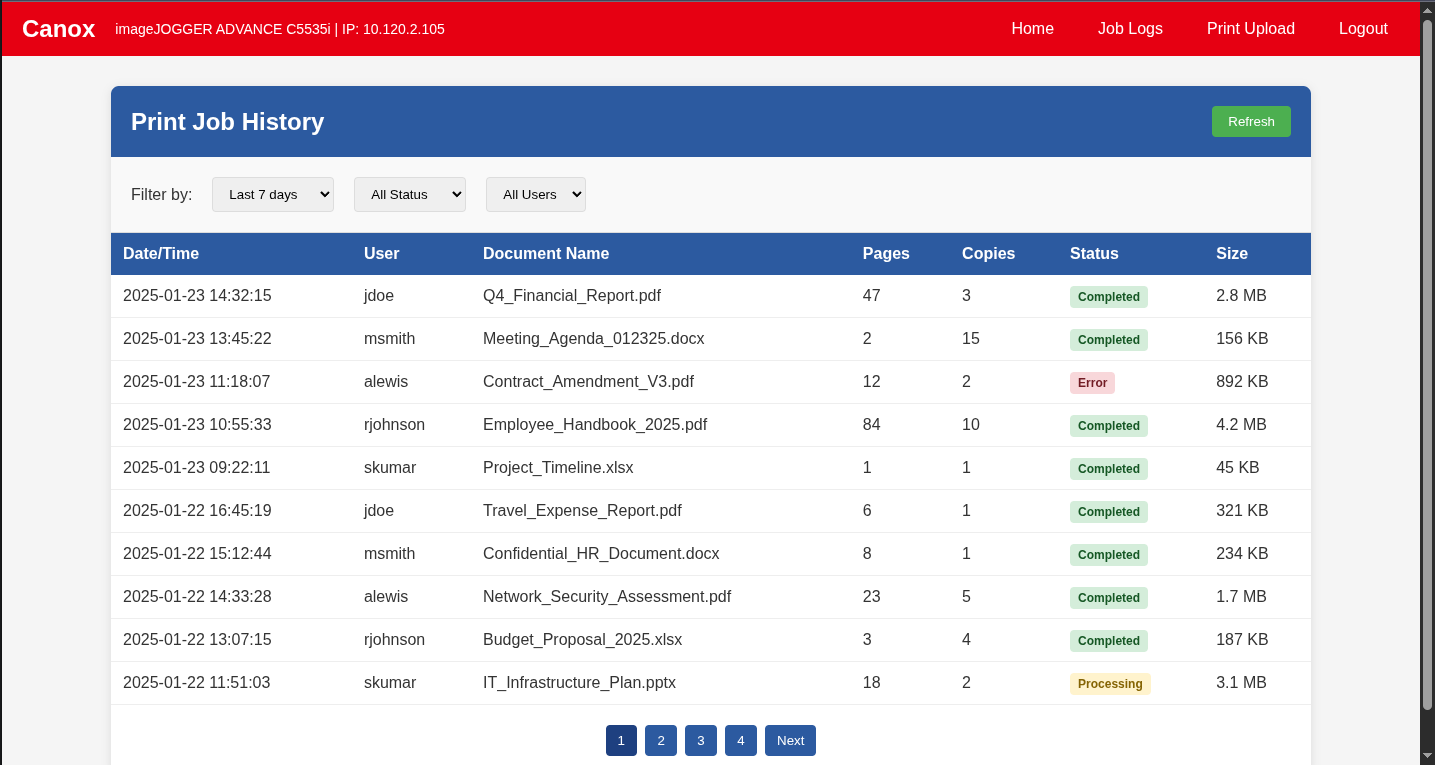 Canox imageJOGGER ADVANCE C5535i | IP: 10.120.2.105 Home Job Logs Print Upload Logout
Print Job History Refresh
Filter by: Last 7 days All Status All Users
Date/Time User Document Name Pages Copies Status Size
2025-01-23 14:32:15 jdoe Q4_Financial_Report.pdf 47 3 Completed 2.8 MB
2025-01-23 13:45:22 msmith Meeting_Agenda_012325.docx 2 15 Completed 156 KB
2025-01-23 11:18:07 alewis Contract_Amendment_V3.pdf 12 2 Error 892 KB
2025-01-23 10:55:33 rjohnson Employee_Handbook_2025.pdf 84 10 Completed 4.2 MB
2025-01-23 09:22:11 skumar Project_Timeline.xlsx 1 1 Completed 45 KB
2025-01-22 16:45:19 jdoe Travel_Expense_Report.pdf 6 1 Completed 321 KB
2025-01-22 15:12:44 msmith Confidential_HR_Document.docx 8 1 Completed 234 KB
2025-01-22 14:33:28 alewis Network_Security_Assessment.pdf 23 5 Completed 1.7 MB
2025-01-22 13:07:15 rjohnson Budget_Proposal_2025.xlsx 3 4 Completed 187 KB
2025-01-22 11:51:03 skumar IT_Infrastructure_Plan.pptx 18 2 Processing 3.1 MB
1 2 3 4 Next